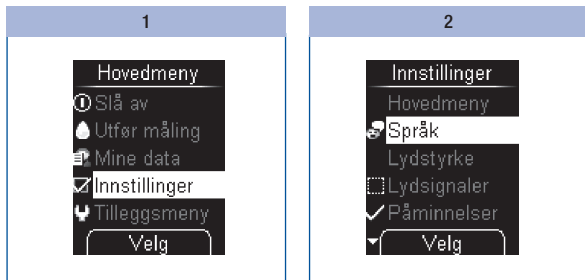 1
Hovedmeny
Slå av
Utfør måling
Mine data
Innstillinger
Tilleggsmeny
Velg
2
Innstillinger
Hovedmeny
Språk
Lydstyrke
Lydsignaler
Påminnelser
Velg